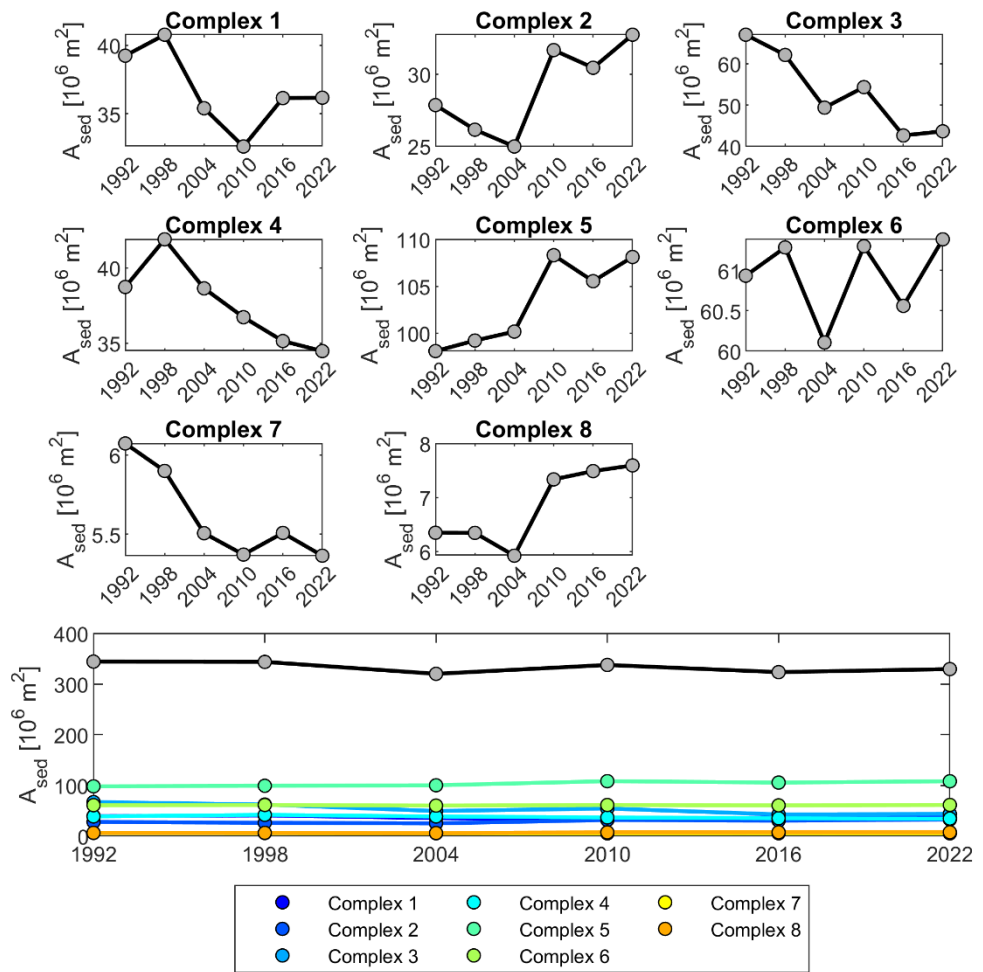 Complex 1
Complex 2
Complex 3
A_sed [10^6 m^2]
40
35
1992 1998 2004 2010 2016 2022
A_sed [10^6 m^2]
30
25
1992 1998 2004 2010 2016 2022
A_sed [10^6 m^2]
60
50
40
1992 1998 2004 2010 2016 2022
Complex 4
Complex 5
Complex 6
A_sed [10^6 m^2]
40
35
1992 1998 2004 2010 2016 2022
A_sed [10^6 m^2]
110
105
100
1992 1998 2004 2010 2016 2022
A_sed [10^6 m^2]
61
60.5
60
1992 1998 2004 2010 2016 2022
Complex 7
Complex 8
A_sed [10^6 m^2]
6
5.5
1992 1998 2004 2010 2016 2022
A_sed [10^6 m^2]
8
7
6
1992 1998 2004 2010 2016 2022
A_sed [10^6 m^2]
400
300
200
100
0
1992 1998 2004 2010 2016 2022
Complex 1
Complex 2
Complex 3
Complex 4
Complex 5
Complex 6
Complex 7
Complex 8